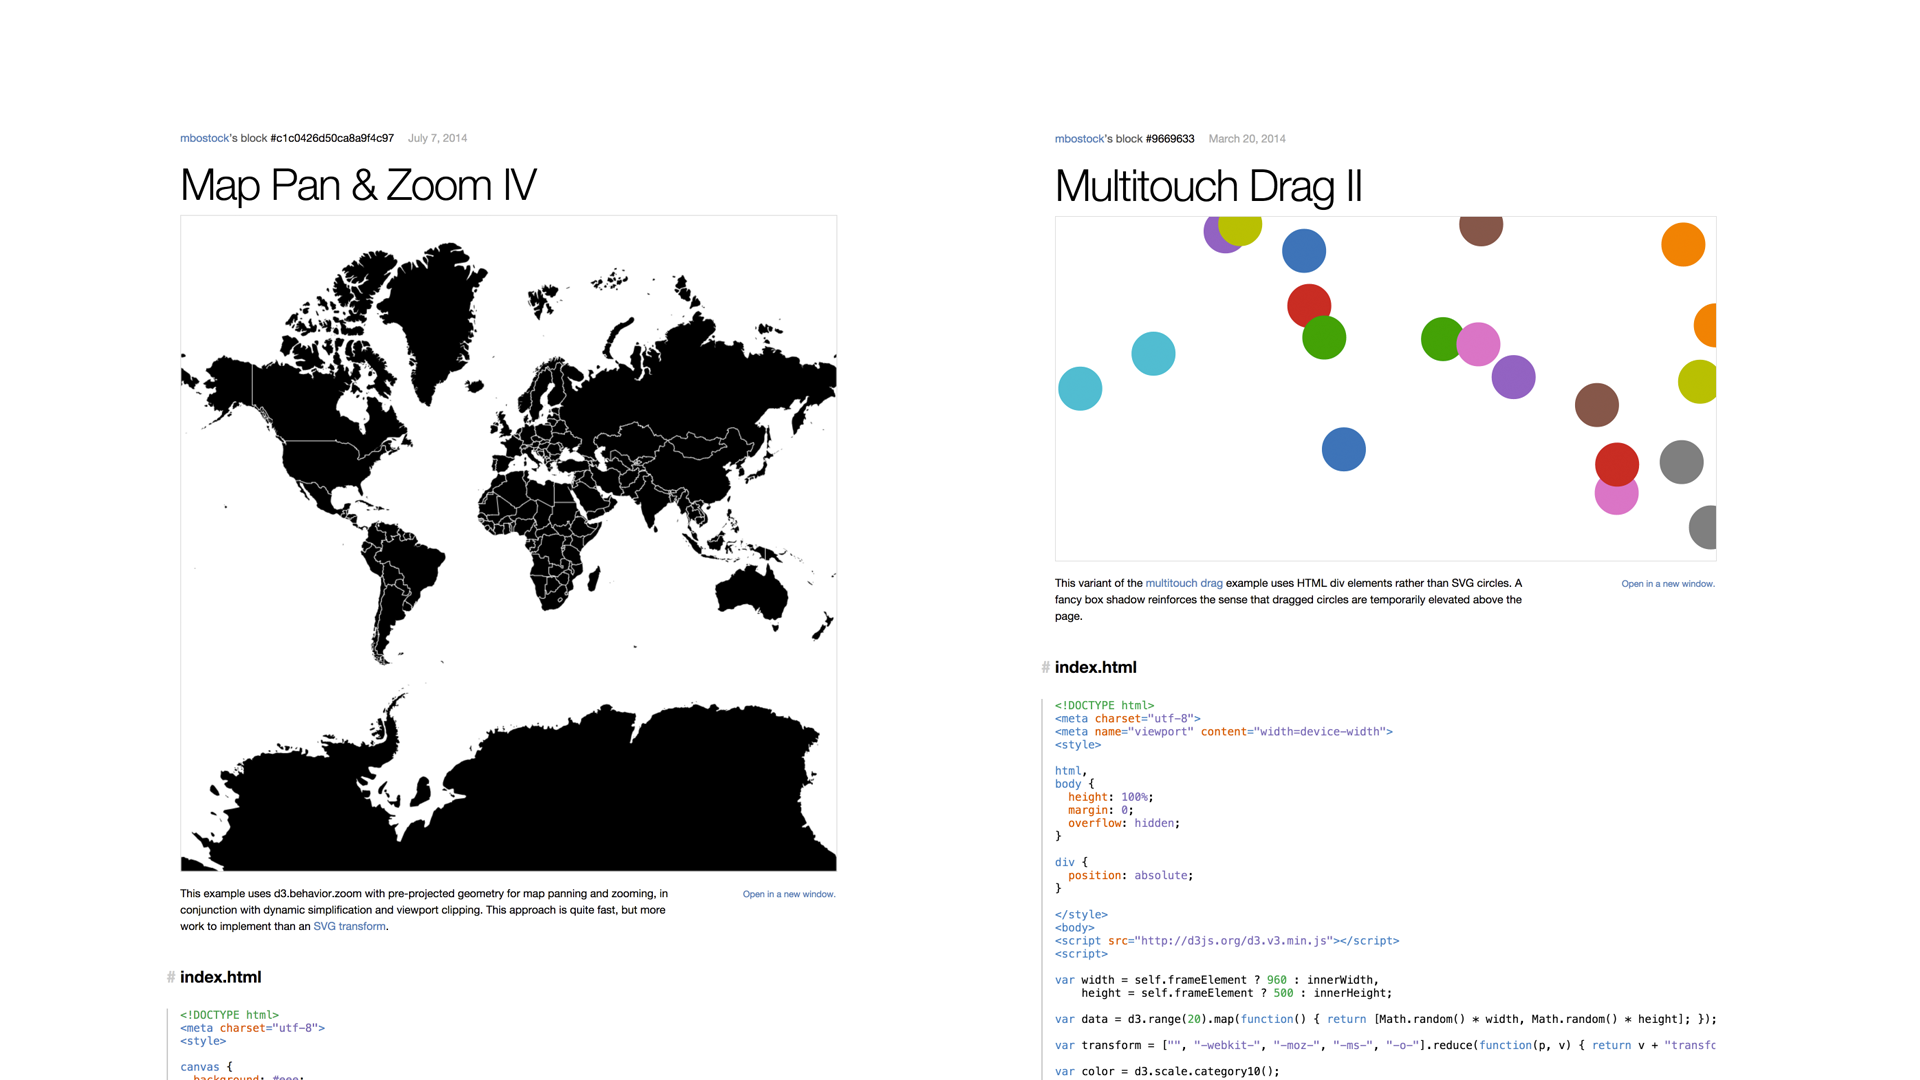 mbostock's block #c1c0426d50ca8a9f4c97 July 7, 2014
Map Pan & Zoom IV
This example uses d3.behavior.zoom with pre-projected geometry for map panning and zooming, in
conjunction with dynamic simplification and viewport clipping. This approach is quite fast, but more
work to implement than an SVG transform.
Open in a new window.
# index.html
<!DOCTYPE html>
<meta charset="utf-8">
<style>
canvas {
background: #eee;
mbostock's block #9669633 March 20, 2014
Multitouch Drag II
This variant of the multitouch drag example uses HTML div elements rather than SVG circles. A
fancy box shadow reinforces the sense that dragged circles are temporarily elevated above the
page.
Open in a new window.
# index.html
<!DOCTYPE html>
<meta charset="utf-8">
<meta name="viewport" content="width=device-width">
<style>
html,
body {
height: 100%;
margin: 0;
overflow: hidden;
}
div {
position: absolute;
}
</style>
<body>
<script src="http://d3js.org/d3.v3.min.js"></script>
<script>
var width = self.frameElement ? 960 : innerWidth,
height = self.frameElement ? 500 : innerHeight;
var data = d3.range(20).map(function() { return [Math.random() * width, Math.random() * height]; });
var transform = ["", "-webkit-", "-moz-", "-ms-", "-o-"].reduce(function(p, v) { return v + "transfo
var color = d3.scale.category10();